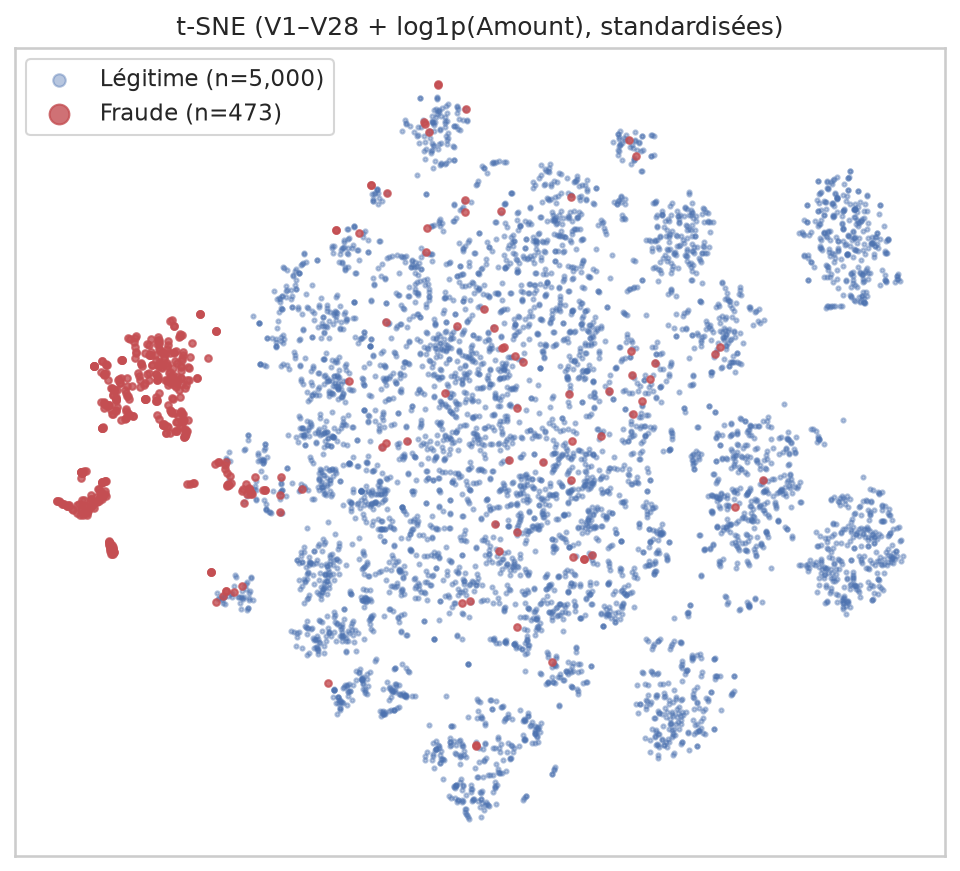 t-SNE (V1–V28 + log1p(Amount), standardisées)
Légitime (n=5,000)
Fraude (n=473)